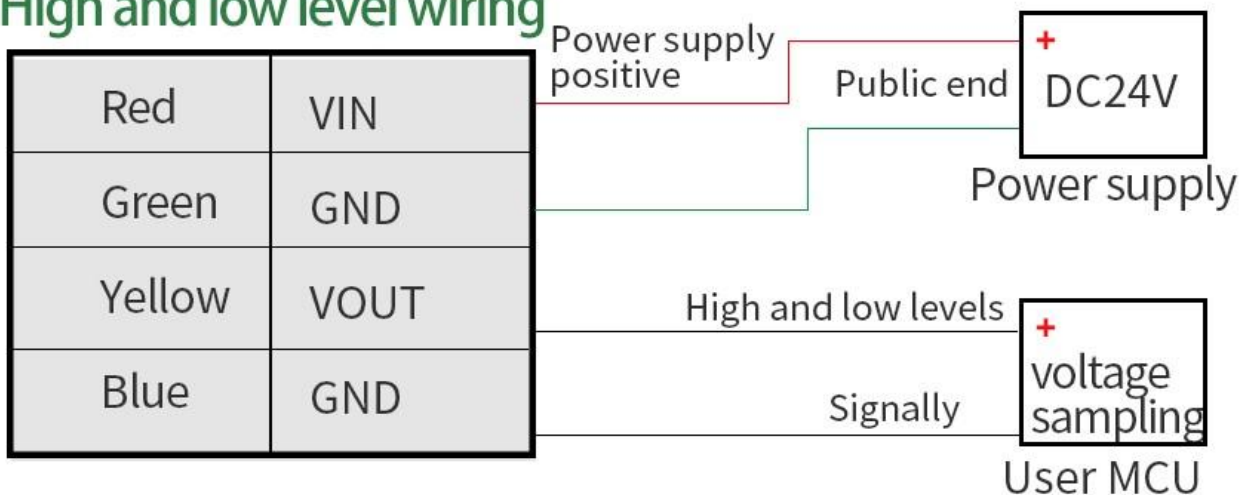 High and low level wiring
Power supply
positive
Public end
+
DC24V
Power supply
Red VIN
Green GND
Yellow VOUT
Blue GND
High and low levels
Signally
+
voltage
sampling
User MCU